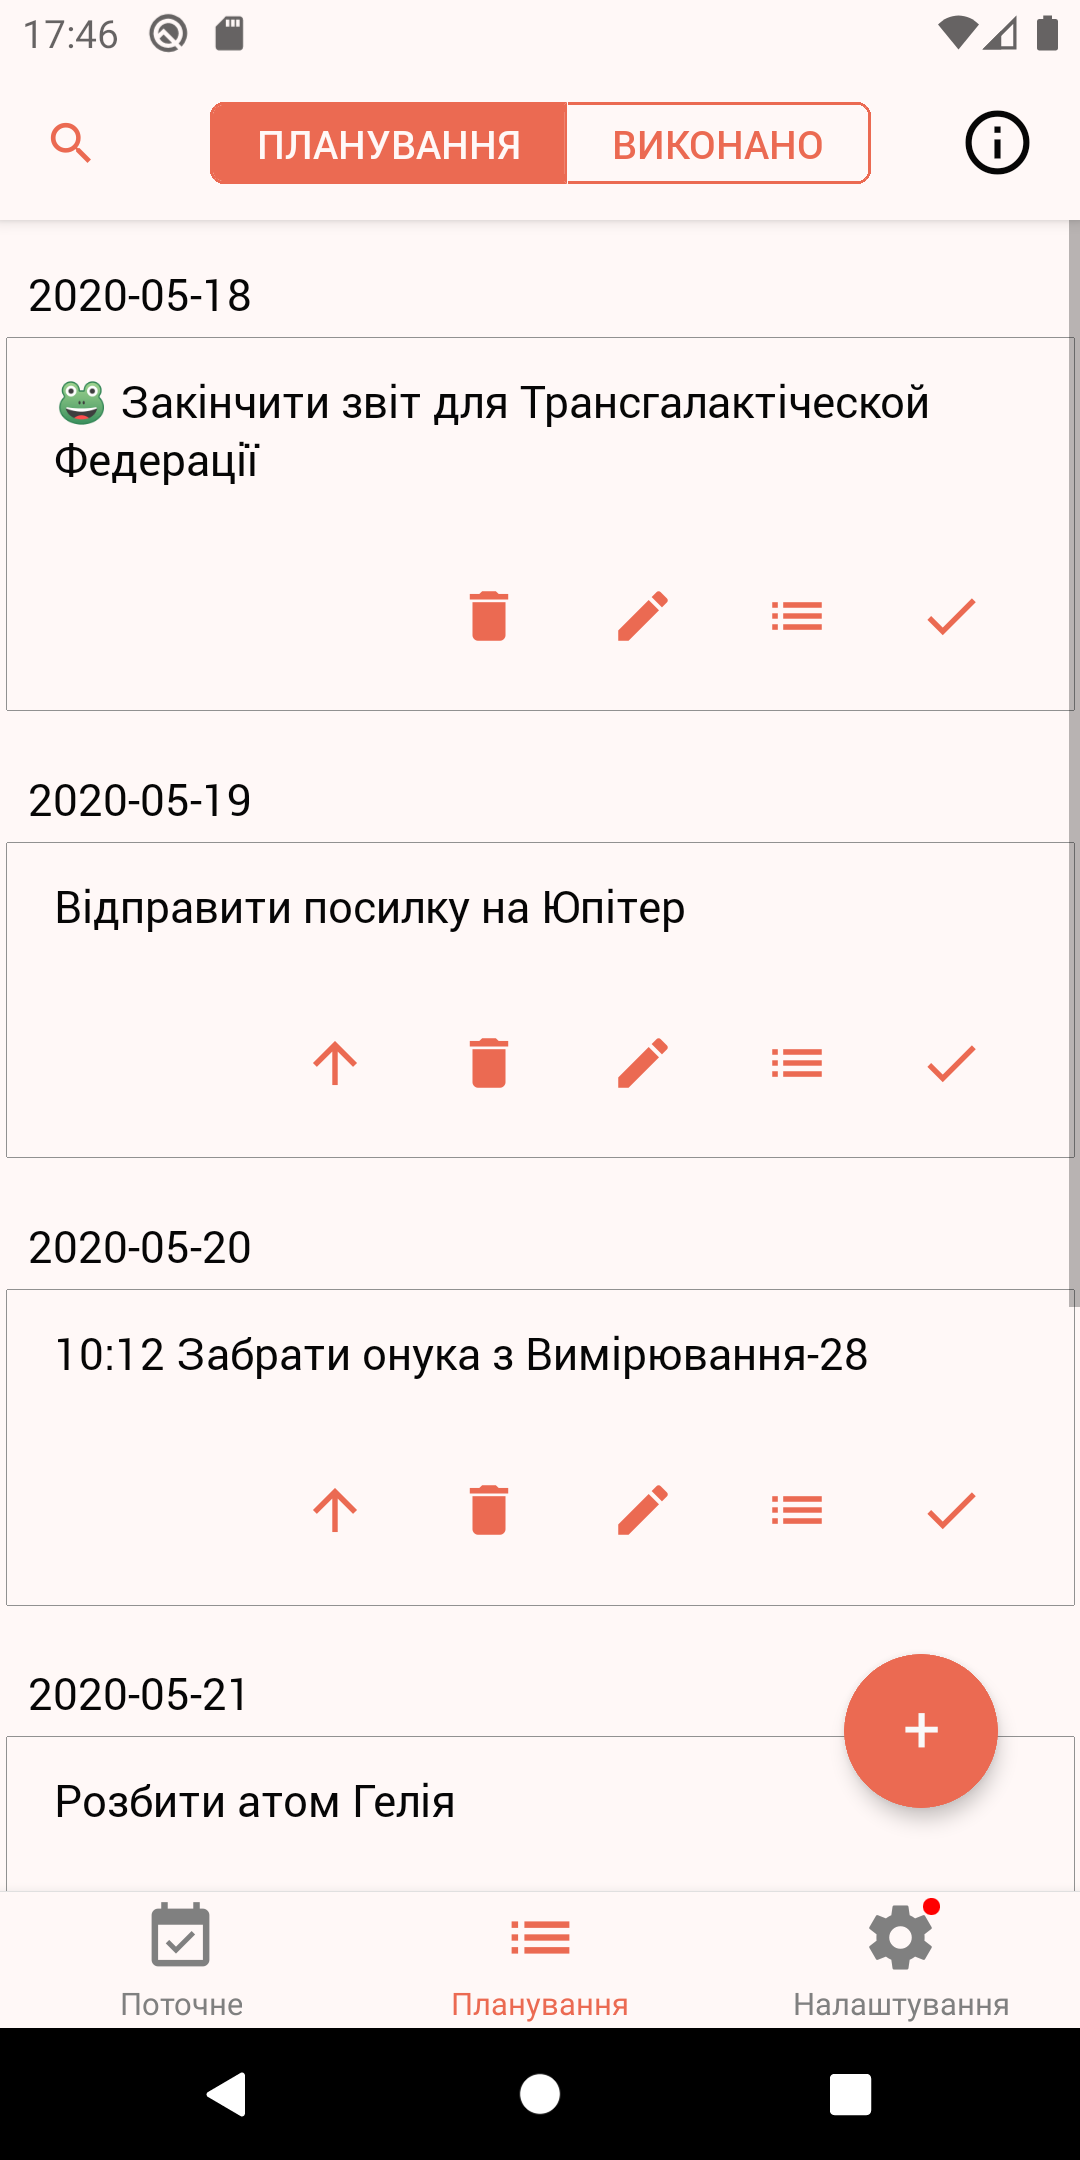 17:46
ПЛАНУВАННЯ ВИКОНАНО
2020-05-18
🐸 Закінчити звіт для Трансгалактіческой
Федерації
2020-05-19
Відправити посилку на Юпітер
2020-05-20
10:12 Забрати онука з Вимірювання-28
2020-05-21
Розбити атом Гелія
Поточне Планування Налаштування